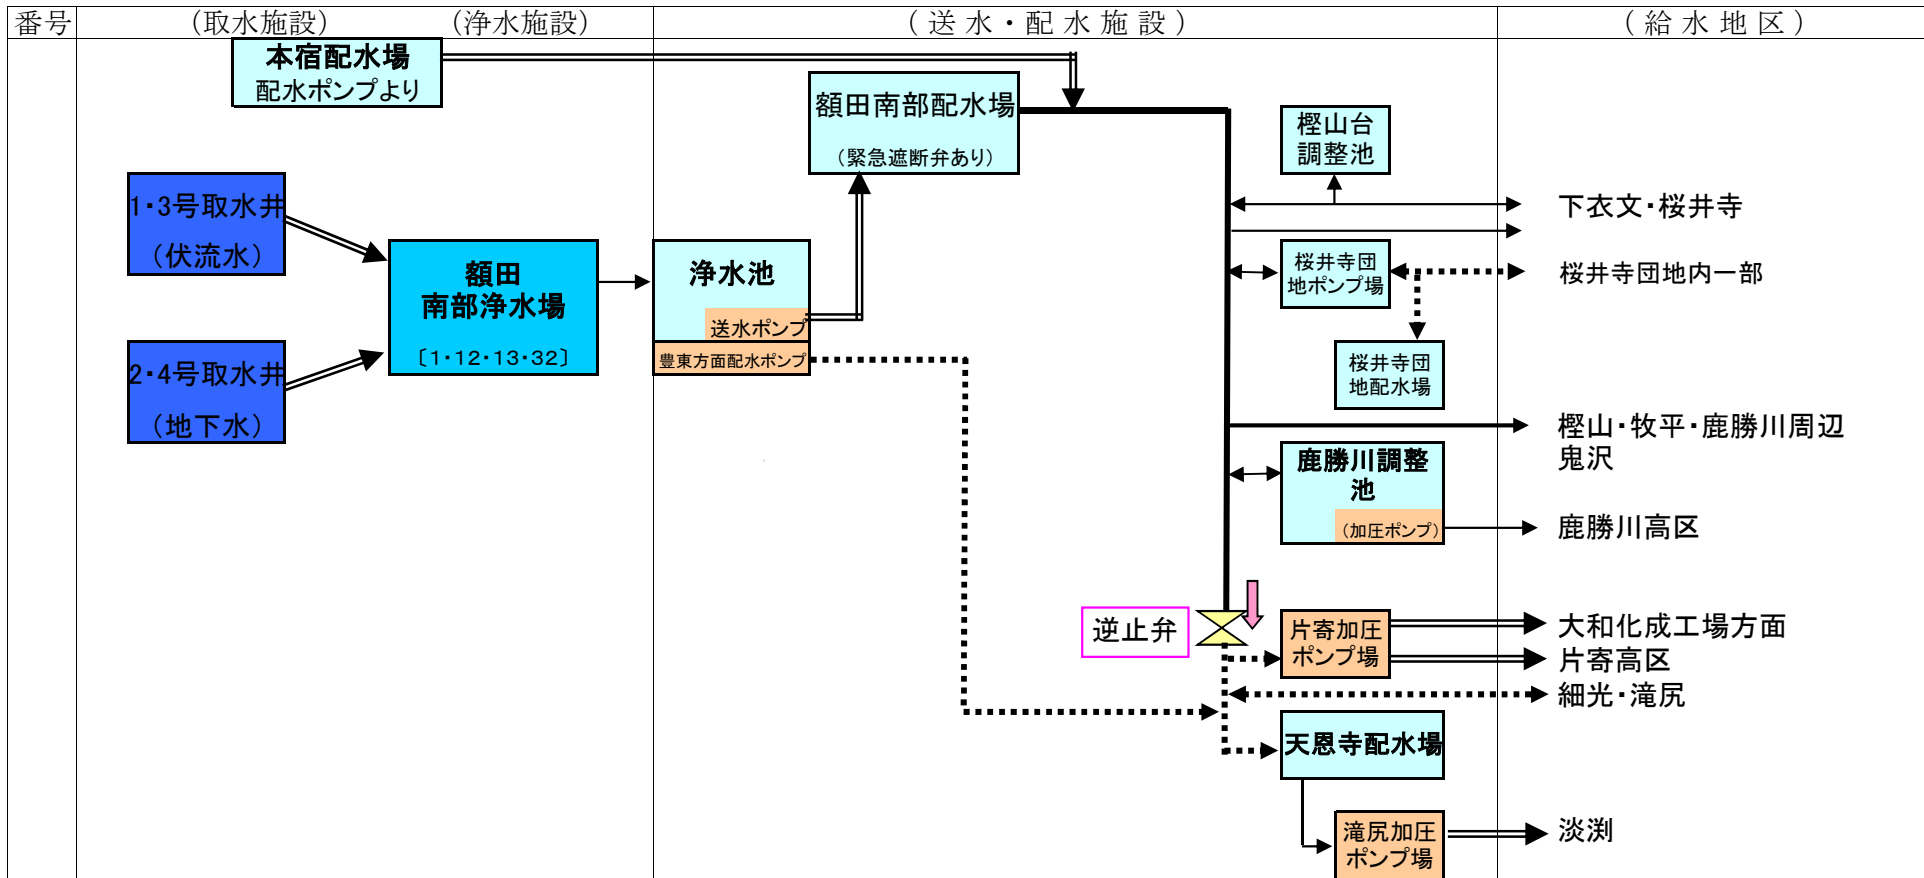 番号
(取水施設)
(浄水施設)
(送水・配水施設)
(給水地区)
本宿配水場
配水ポンプより
額田南部配水場
(緊急遮断弁あり)
樫山台
調整池
1・3号取水井
(伏流水)
下衣文・桜井寺
額田
南部浄水場
〔1・12・13・32〕
浄水池
送水ポンプ
豊東方面配水ポンプ
桜井寺団
地ポンプ場
桜井寺団地内一部
2・4号取水井
(地下水)
桜井寺団
地配水場
樫山・牧平・鹿勝川周辺
鬼沢
鹿勝川調整
池
(加圧ポンプ)
鹿勝川高区
逆止弁
片寄加圧
ポンプ場
大和化成工場方面
片寄高区
細光・滝尻
天恩寺配水場
滝尻加圧
ポンプ場
淡渕